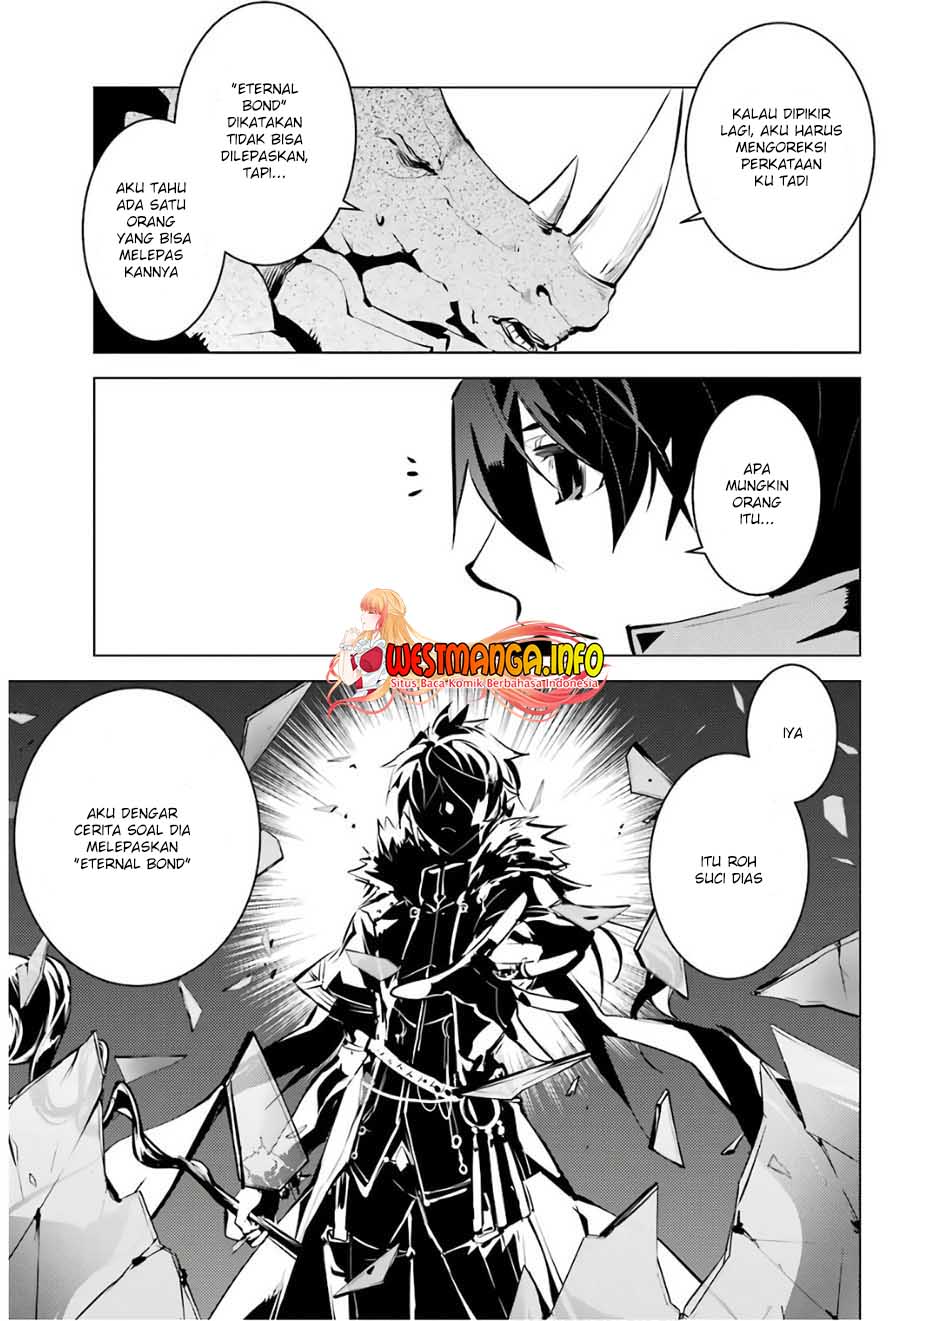 KALAU DIPIKIR
LAGI, AKU HARUS
MENGOREKSI
PERKATAAN
KU TADI
"ETERNAL
BOND"
DIKATAKAN
TIDAK BISA
DILEPASKAN,
TAPI...
AKU TAHU
ADA SATU
ORANG
YANG BISA
MELEPAS
KANNYA
APA
MUNGKIN
ORANG
ITU...
WESTMANGA.INFO
Situs Baca Komik Berbahasa Indonesia
IYA
ITU ROH
SUCI DIAS
AKU DENGAR
CERITA SOAL DIA
MELEPASKAN
"ETERNAL BOND"